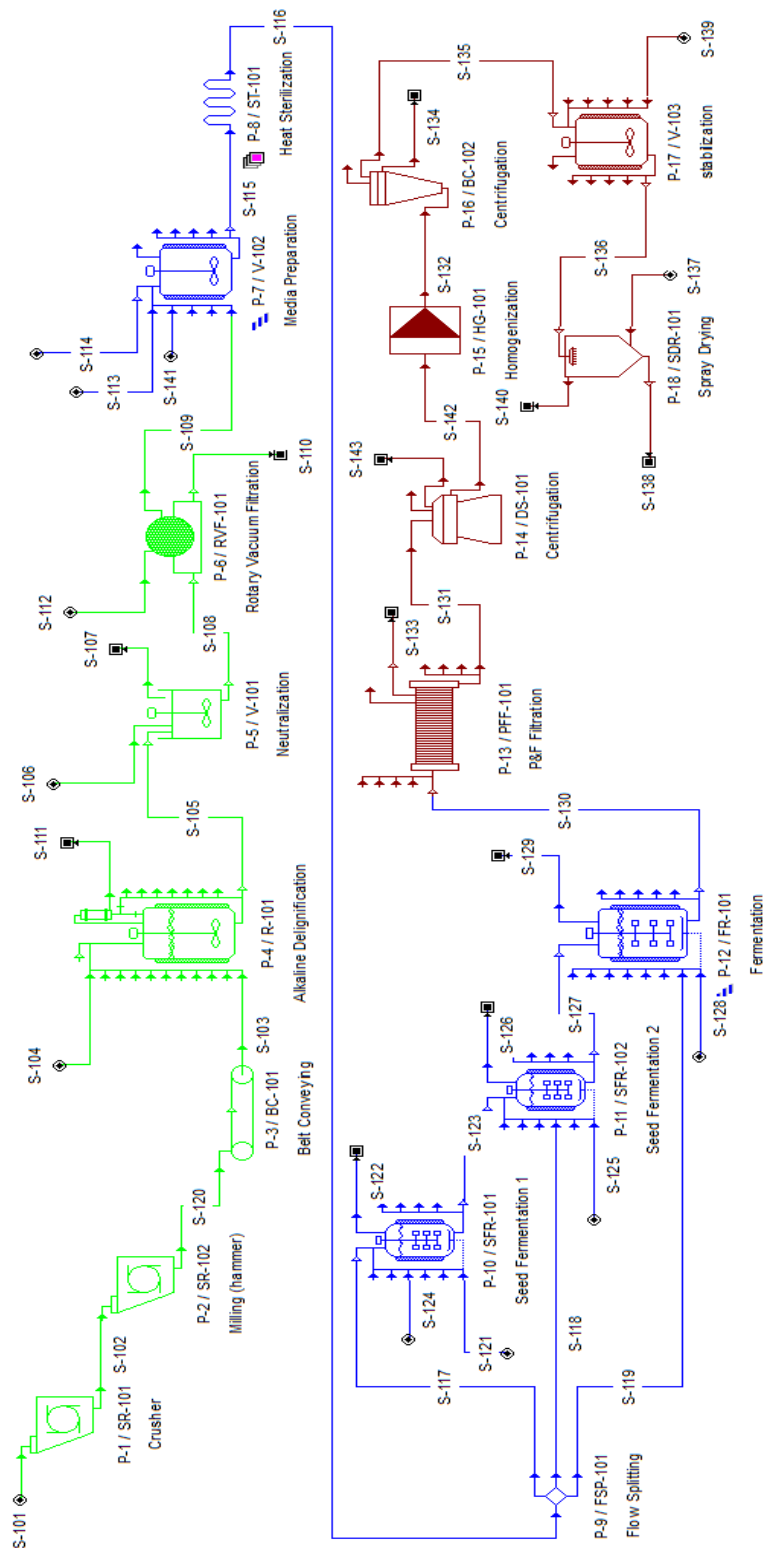 S-101
P-1 / SR-101
Crusher
S-102
P-2 / SR-102
Milling (hammer)
S-120
P-3 / BC-101
Belt Conveying
S-103
S-104
P-4 / R-101
Alkaline Delignification
S-111
S-105
S-106
P-5 / V-101
Neutralization
S-107
S-108
S-112
P-6 / RVF-101
Rotary Vacuum Filtration
S-110
S-109
S-113
S-114
S-141
P-7 / V-102
Media Preparation
S-115
P-8 / ST-101
Heat Sterilization
S-116
P-9 / FSP-101
Flow Splitting
S-117
S-118
S-119
S-121
S-124
P-10 / SFR-101
Seed Fermentation 1
S-122
S-123
S-125
P-11 / SFR-102
Seed Fermentation 2
S-126
S-127
S-128
P-12 / FR-101
Fermentation
S-129
S-130
P-13 / PFF-101
P&F Filtration
S-133
S-131
P-14 / DS-101
Centrifugation
S-143
S-142
P-15 / HG-101
Homogenization
S-132
P-16 / BC-102
Centrifugation
S-134
S-135
P-17 / V-103
stabilization
S-139
S-136
S-137
P-18 / SDR-101
Spray Drying
S-140
S-138